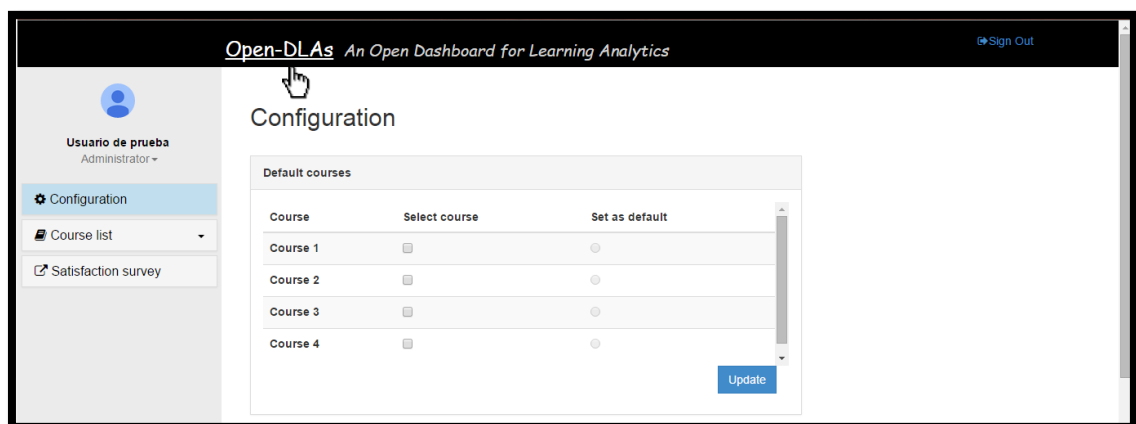 Open-DLAs An Open Dashboard for Learning Analytics
Sign Out
Usuario de prueba
Administrator
Configuration
Course list
Satisfaction survey
Configuration
Default courses
Course Select course Set as default
Course 1
Course 2
Course 3
Course 4
Update